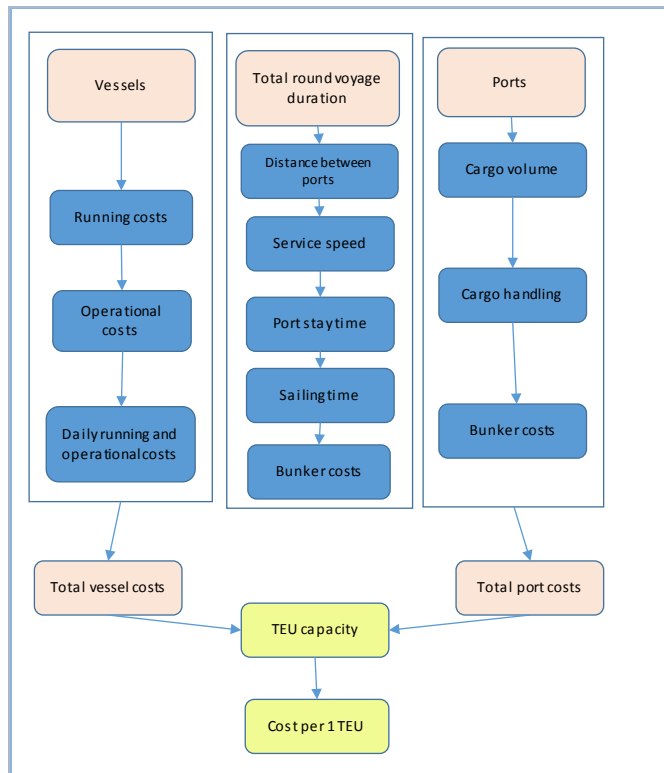 Vessels
Running costs
Operational
costs
Daily running and
operational costs
Total round voyage
duration
Distance between
ports
Service speed
Port stay time
Sailing time
Bunker costs
Ports
Cargo volume
Cargo handling
Bunker costs
Total vessel costs
Total port costs
TEU capacity
Cost per 1 TEU